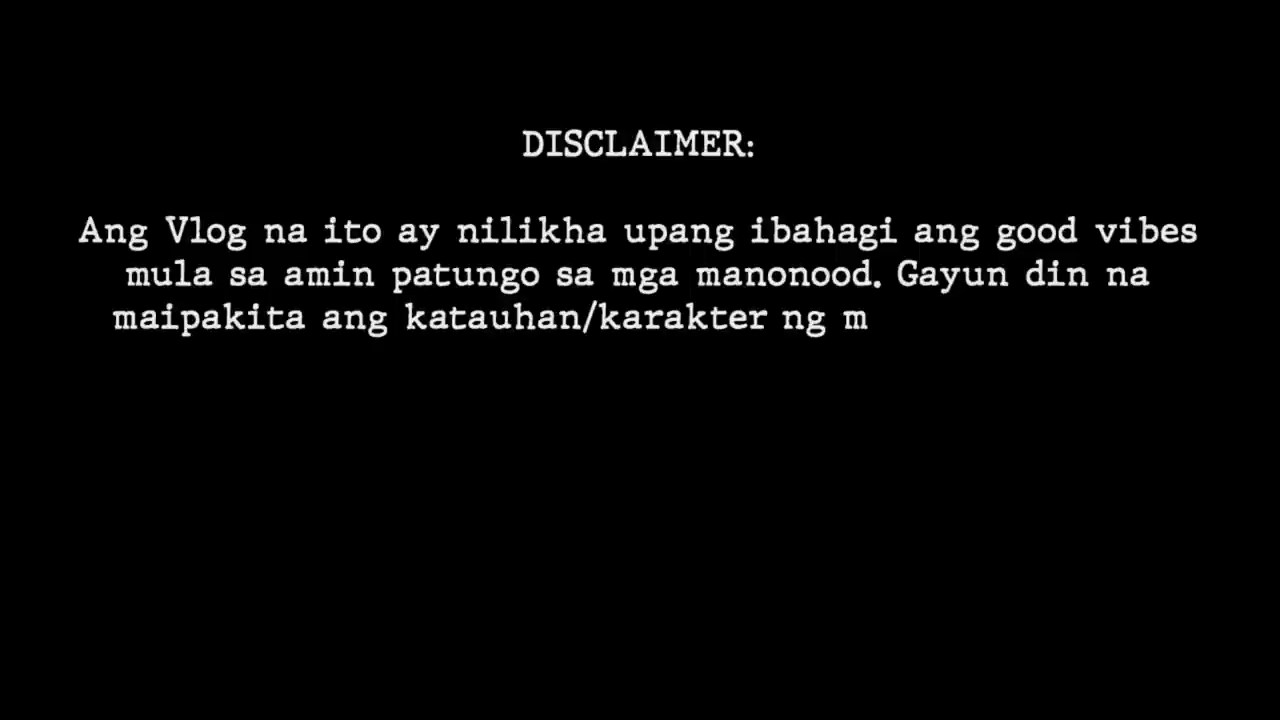 DISCLAIMER:
Ang Vlog na ito ay nilikha upang ibahagi ang good vibes
mula sa amin patungo sa mga manonood. Gayun din na
maipakita ang katauhan/karakter ng m